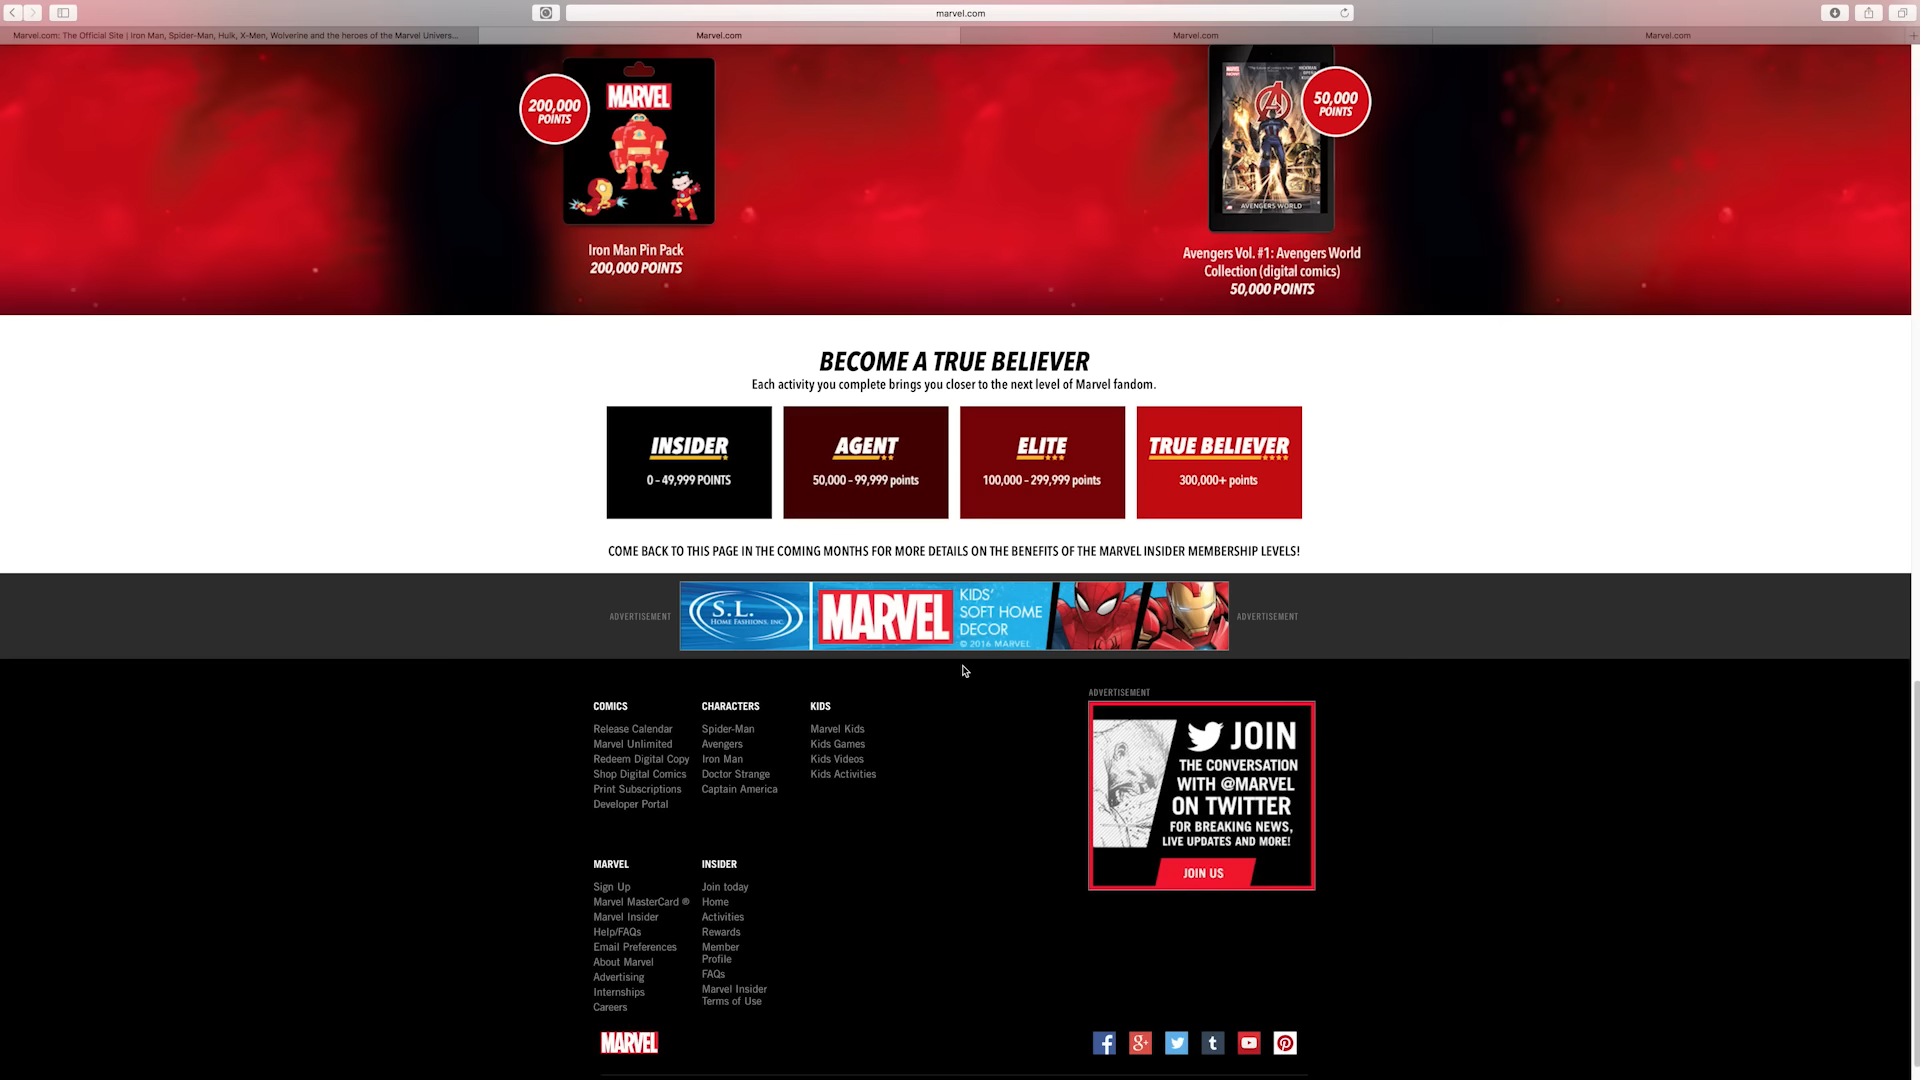 marvel.com
Marvel.com: The Official Site | Iron Man, Spider-Man, Hulk, X-Men, Wolverine and the heroes of the Marvel Univers...
Marvel.com
Marvel.com
Marvel.com
200,000
POINTS
MARVEL
50,000
POINTS
AVENGERS WORLD
Iron Man Pin Pack
200,000 POINTS
Avengers Vol. #1: Avengers World
Collection (digital comics)
50,000 POINTS
BECOME A TRUE BELIEVER
Each activity you complete brings you closer to the next level of Marvel fandom.
INSIDER
0 - 49,999 POINTS
AGENT
50,000 - 99,999 points
ELITE
100,000 - 299,999 points
TRUE BELIEVER
300,000+ points
COME BACK TO THIS PAGE IN THE COMING MONTHS FOR MORE DETAILS ON THE BENEFITS OF THE MARVEL INSIDER MEMBERSHIP LEVELS!
ADVERTISEMENT
S.L.
HOME FASHIONS, INC.
MARVEL
KIDS'
SOFT HOME
DECOR
© 2016 MARVEL
ADVERTISEMENT
COMICS
Release Calendar
Marvel Unlimited
Redeem Digital Copy
Shop Digital Comics
Print Subscriptions
Developer Portal
CHARACTERS
Spider-Man
Avengers
Iron Man
Doctor Strange
Captain America
KIDS
Marvel Kids
Kids Games
Kids Videos
Kids Activities
ADVERTISEMENT
JOIN
THE CONVERSATION
WITH @MARVEL
ON TWITTER
FOR BREAKING NEWS,
LIVE UPDATES AND MORE!
JOIN US
MARVEL
Sign Up
Marvel MasterCard ®
Marvel Insider
Help/FAQs
Email Preferences
About Marvel
Advertising
Internships
Careers
INSIDER
Join today
Home
Activities
Rewards
Member
Profile
FAQs
Marvel Insider
Terms of Use
MARVEL